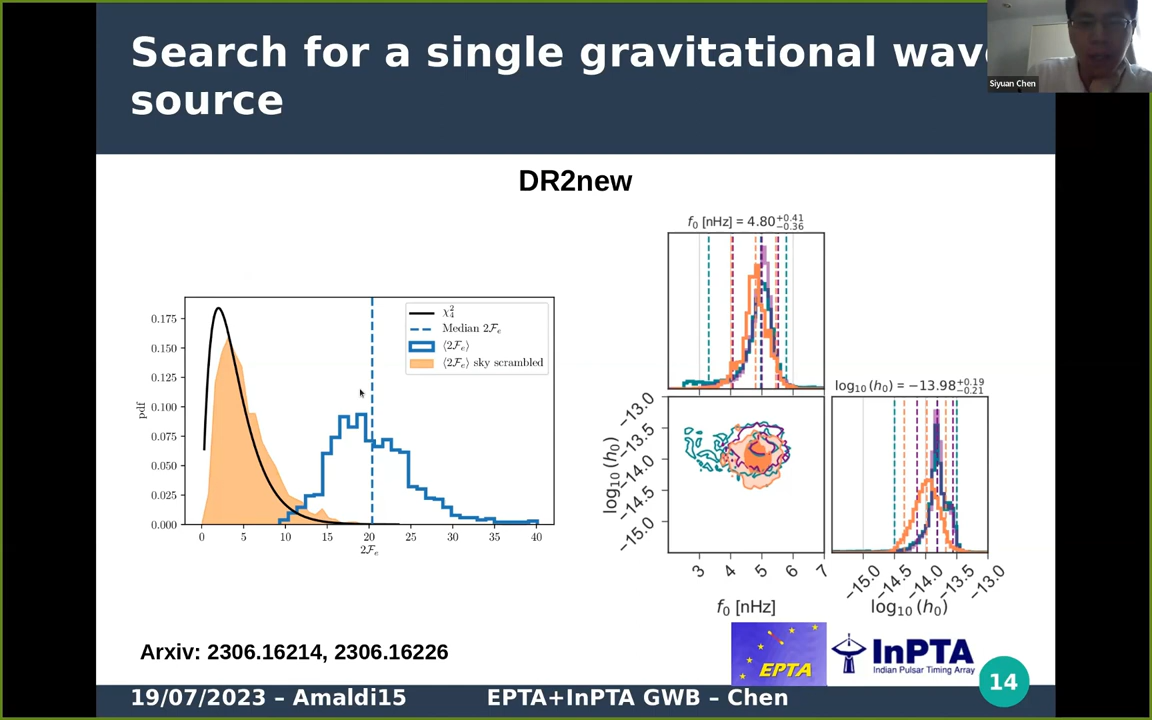 Search for a single gravitational wave
source
Siyuan Chen
DR2new
f₀ [nHz] = 4.80 +0.41 −0.36
log₁₀ (h₀) = −13.98 +0.19 −0.21
χ²₄
Median 2ℱₑ
⟨2ℱₑ⟩
⟨2ℱₑ⟩ sky scrambled
pdf
0.175
0.150
0.125
0.100
0.075
0.050
0.025
0.000
0 5 10 15 20 25 30 35 40
2ℱₑ
log₁₀ (h₀)
−13.0
−13.5
−14.0
−14.5
−15.0
3 4 5 6 7
f₀ [nHz]
−15.0 −14.5 −14.0 −13.5 −13.0
log₁₀ (h₀)
Arxiv: 2306.16214, 2306.16226
EPTA
InPTA
Indian Pulsar Timing Array
19/07/2023 – Amaldi15 EPTA+InPTA GWB – Chen 14